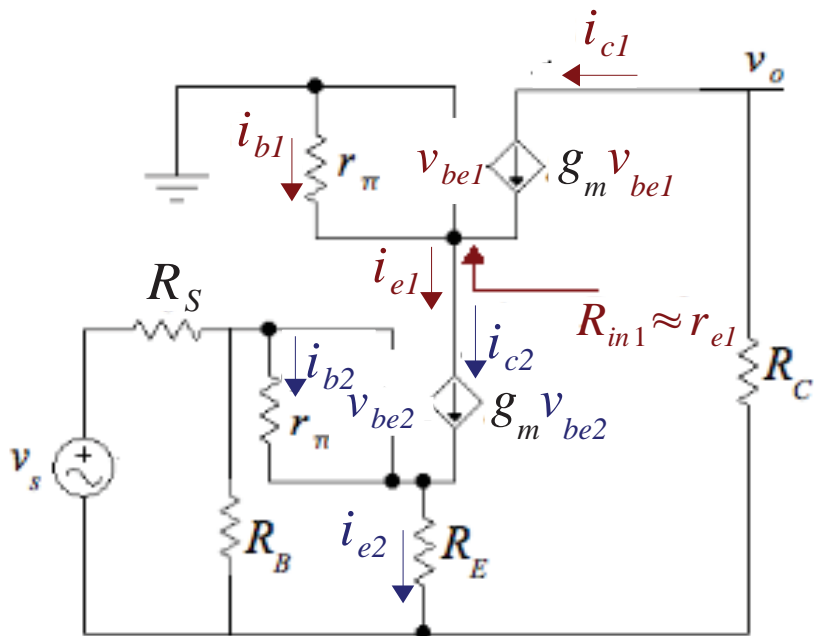 i_c1
v_o
i_b1
r_π
v_be1
g_m v_be1
i_e1
R_S
R_in1 ≈ r_e1
i_c2
i_b2
R_C
v_be2
g_m v_be2
r_π
v_s
+
i_e2
R_B
R_E